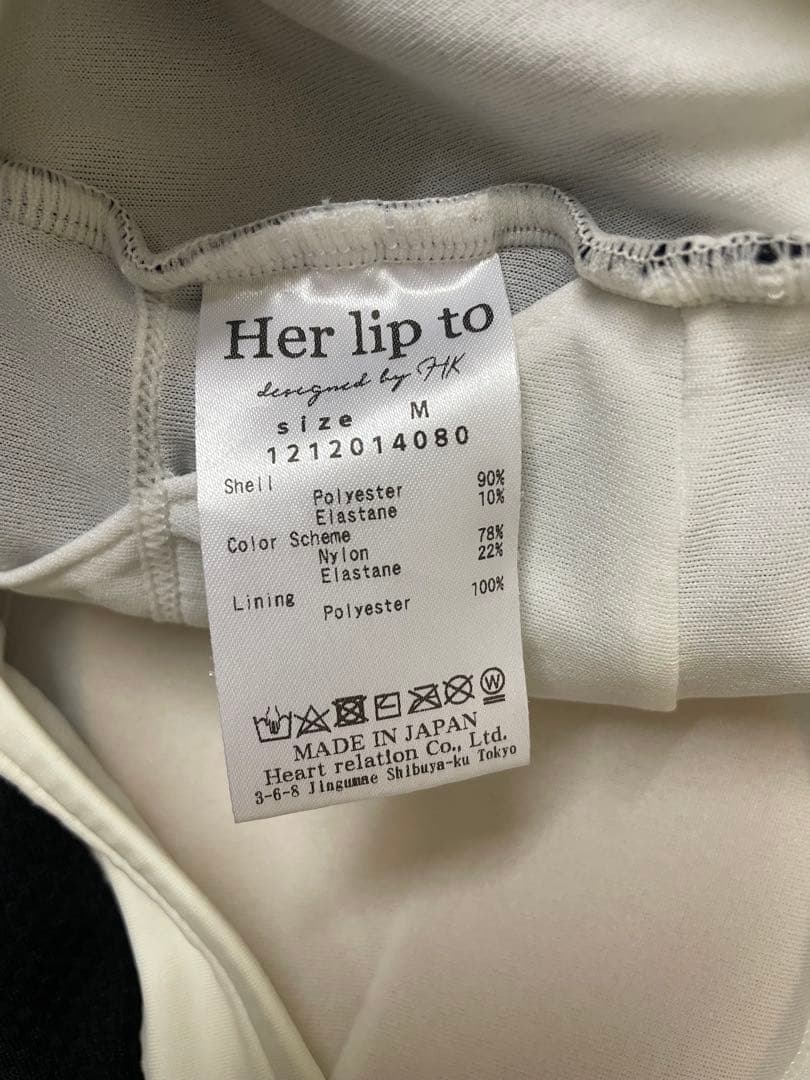 Her lip to
designed by HK
size M
1212014080
Shell
Polyester 90%
Elastane 10%
Color Scheme
Nylon 78%
Elastane 22%
Lining
Polyester 100%
W
MADE IN JAPAN
Heart relation Co., Ltd.
3-6-8 Jingumae Shibuya-ku Tokyo